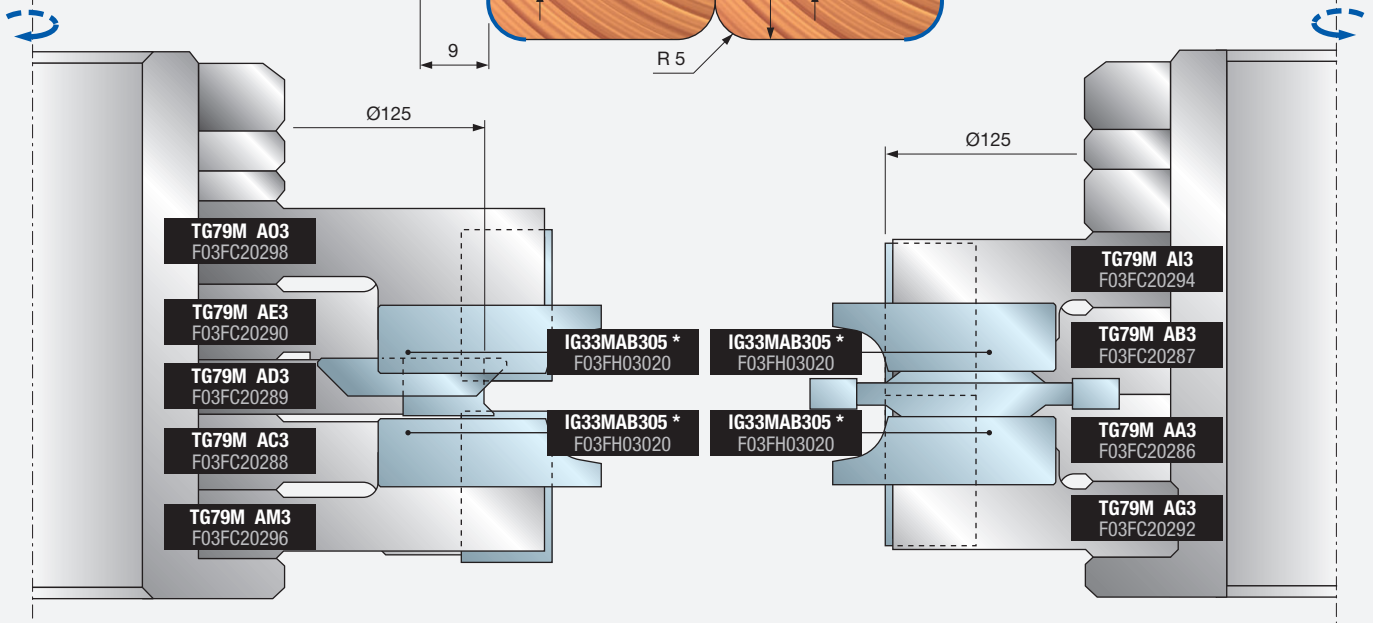 9
R 5
Ø125
Ø125
TG79M AO3
F03FC20298
TG79M AE3
F03FC20290
TG79M AD3
F03FC20289
TG79M AC3
F03FC20288
TG79M AM3
F03FC20296
IG33MAB305 *
F03FH03020
IG33MAB305 *
F03FH03020
IG33MAB305 *
F03FH03020
IG33MAB305 *
F03FH03020
TG79M AI3
F03FC20294
TG79M AB3
F03FC20287
TG79M AA3
F03FC20286
TG79M AG3
F03FC20292